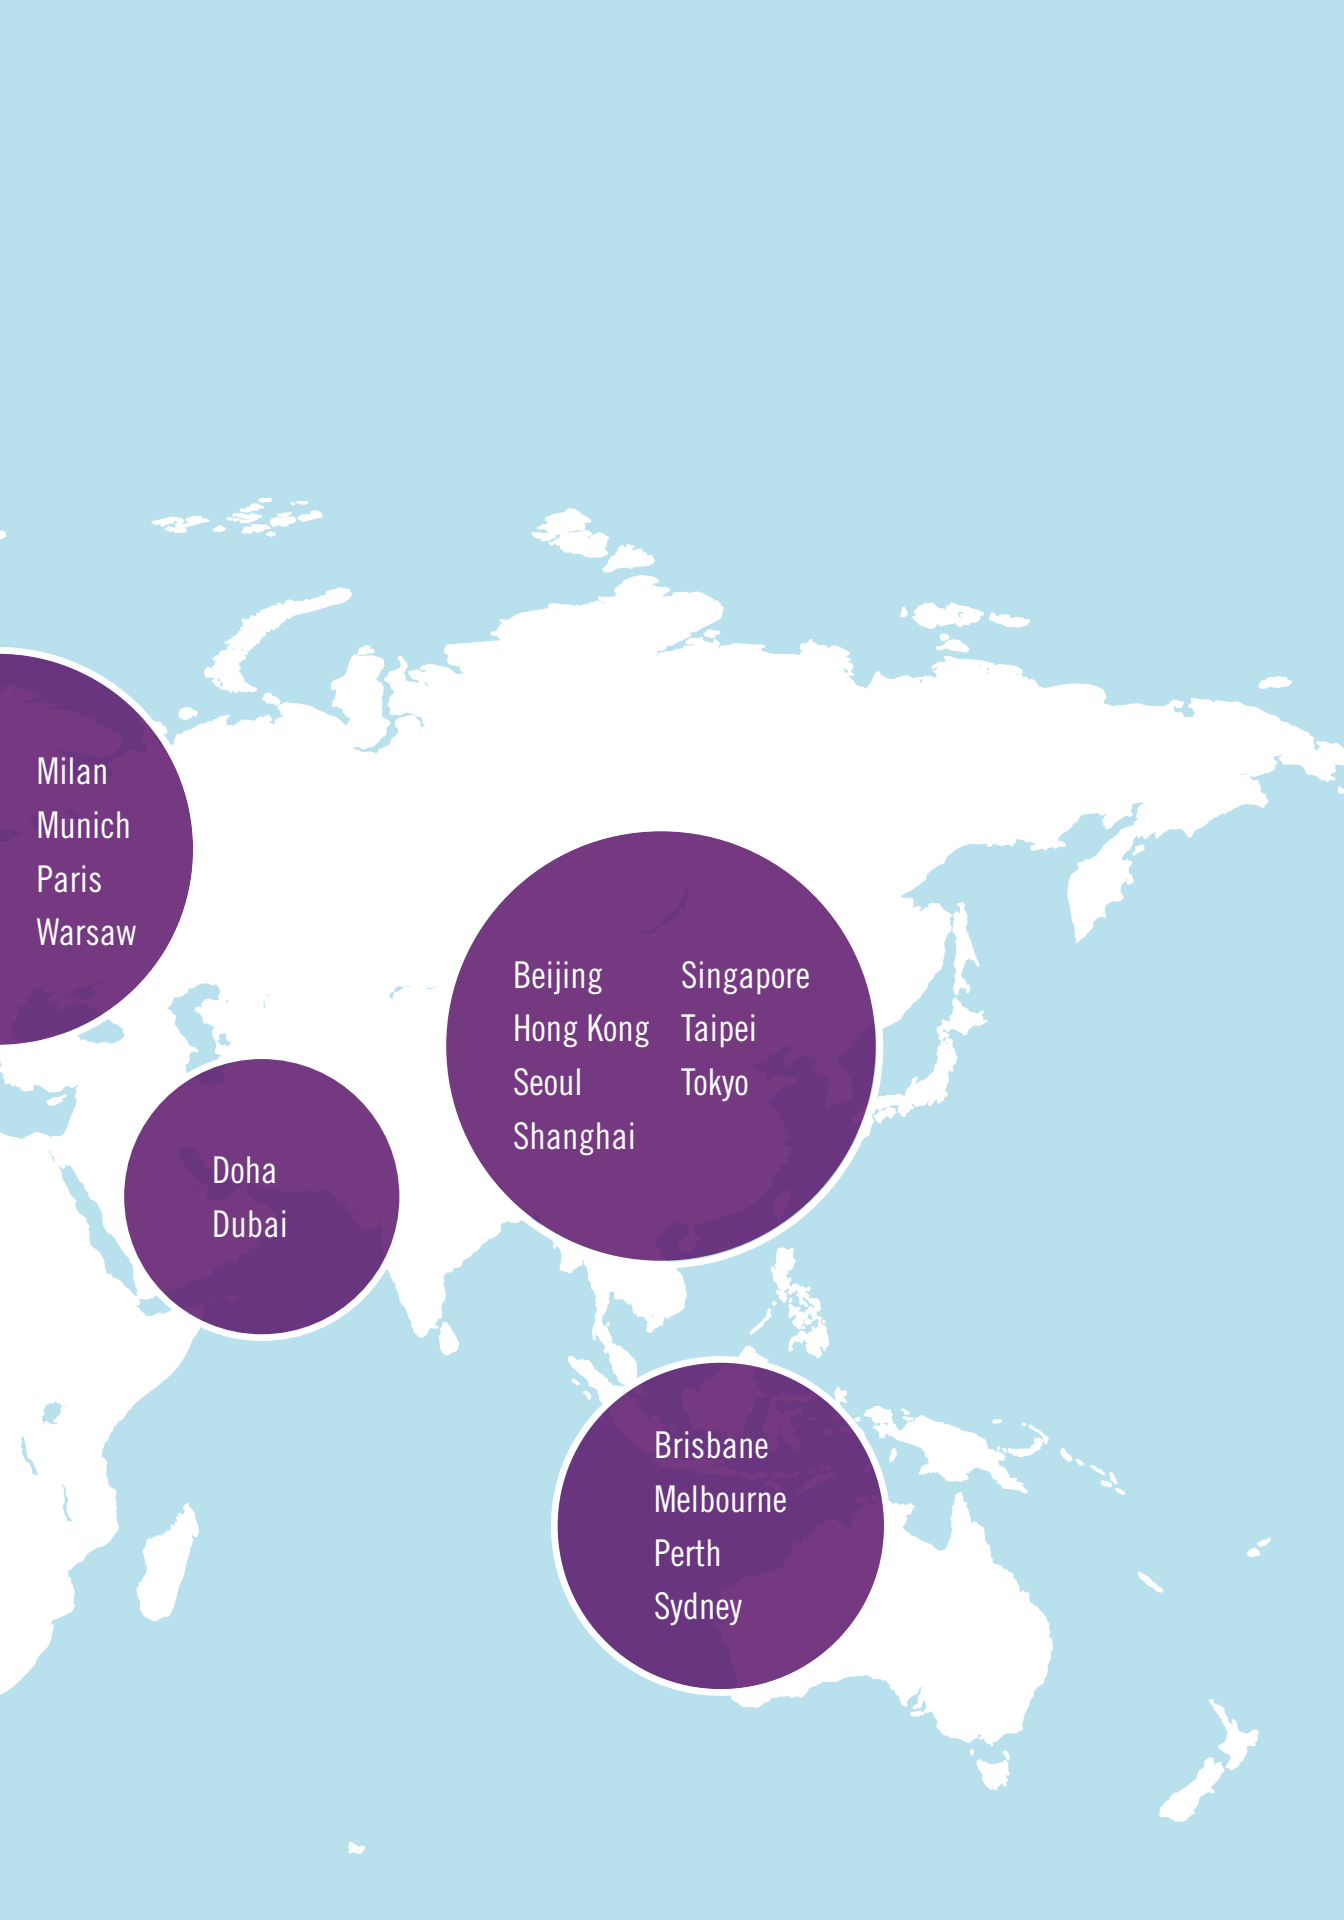 Milan
Munich
Paris
Warsaw
Beijing
Hong Kong
Seoul
Shanghai
Singapore
Taipei
Tokyo
Doha
Dubai
Brisbane
Melbourne
Perth
Sydney